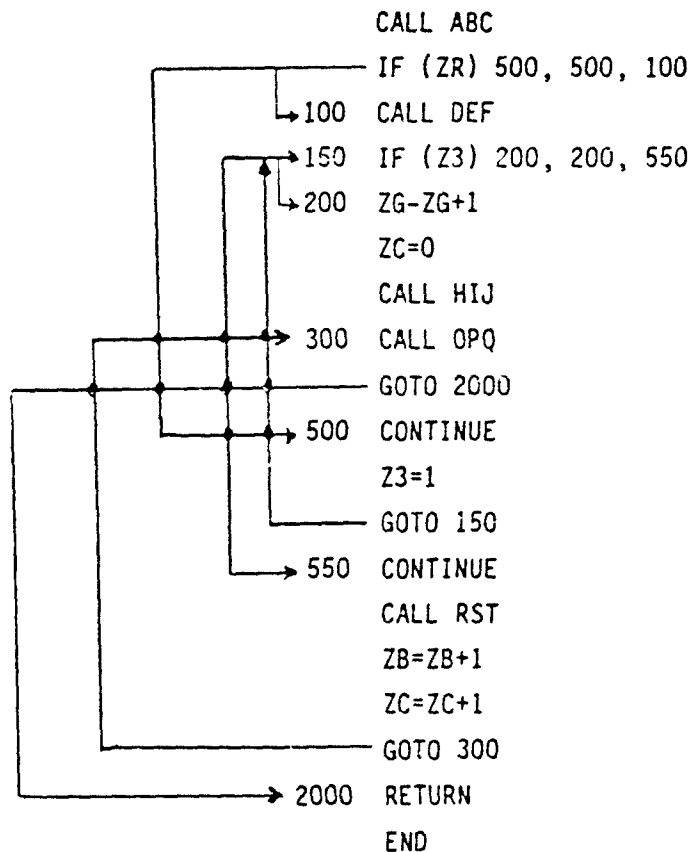 CALL ABC
IF (ZR) 500, 500, 100
100 CALL DEF
150 IF (Z3) 200, 200, 550
200 ZG-ZG+1
ZC=0
CALL HIJ
300 CALL OPQ
GOTO 2000
500 CONTINUE
Z3=1
GOTO 150
550 CONTINUE
CALL RST
ZB=ZB+1
ZC=ZC+1
GOTO 300
2000 RETURN
END